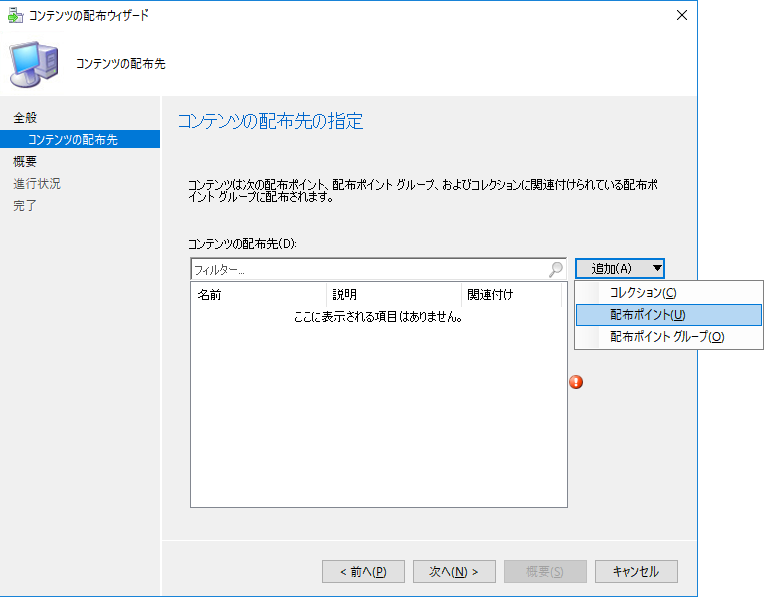 コンテンツの配布ウィザード
コンテンツの配布先
全般
コンテンツの配布先
概要
進行状況
完了
コンテンツの配布先の指定
コンテンツは次の配布ポイント、配布ポイント グループ、およびコレクションに関連付けられている配布ポ
イント グループに配布されます。
コンテンツの配布先(D):
フィルター...
追加(A)
名前 説明 関連付け
ここに表示される項目はありません。
コレクション(C)
配布ポイント(U)
配布ポイント グループ(O)
< 前へ(P) 次へ(N) > 概要(S) キャンセル